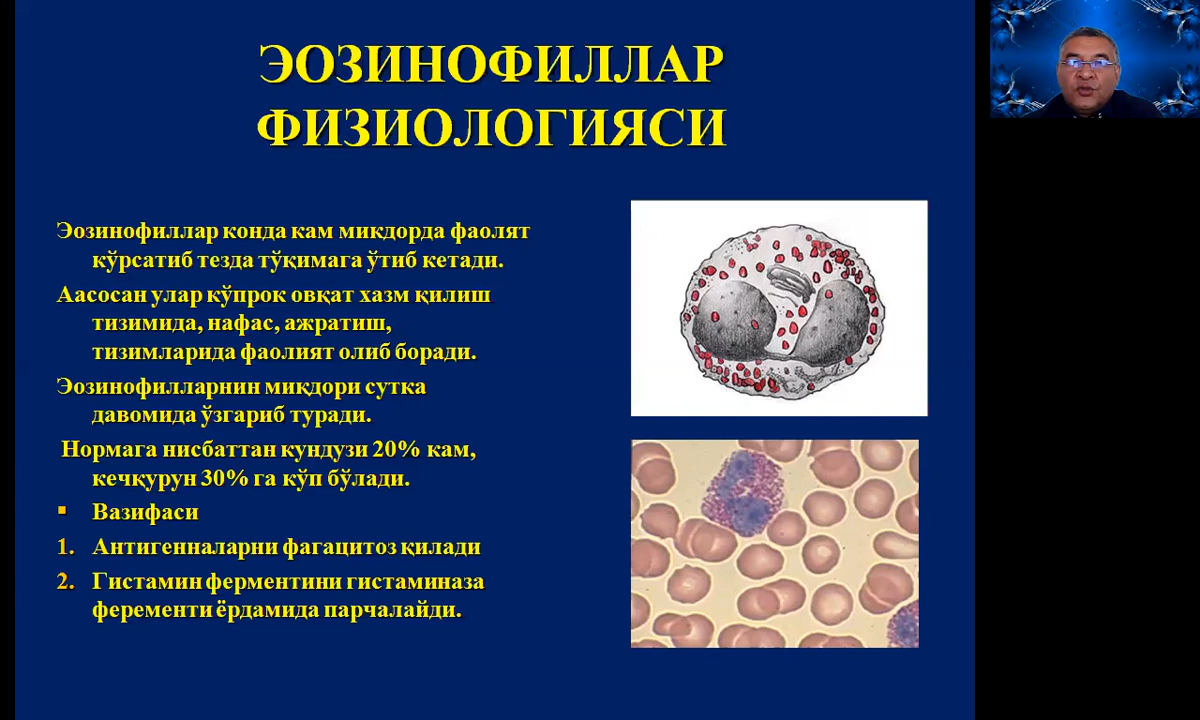 ЭОЗИНОФИЛЛАР
ФИЗИОЛОГИЯСИ
Эозинофиллар конда кам микдорда фаолят
кўрсатиб тезда тўқимага ўтиб кетади.
Аасосан улар кўпрок овқат хазм қилиш
тизимида, нафас, ажратиш,
тизимларида фаолият олиб боради.
Эозинофилларнин миқдори сутка
давомида ўзгариб туради.
Нормага нисбаттан кундузи 20% кам,
кечқурун 30% га кўп бўлади.
▪ Вазифаси
1. Антигенналарни фагацитоз қилади
2. Гистамин ферментини гистаминаза
феременти ёрдамида парчалайди.